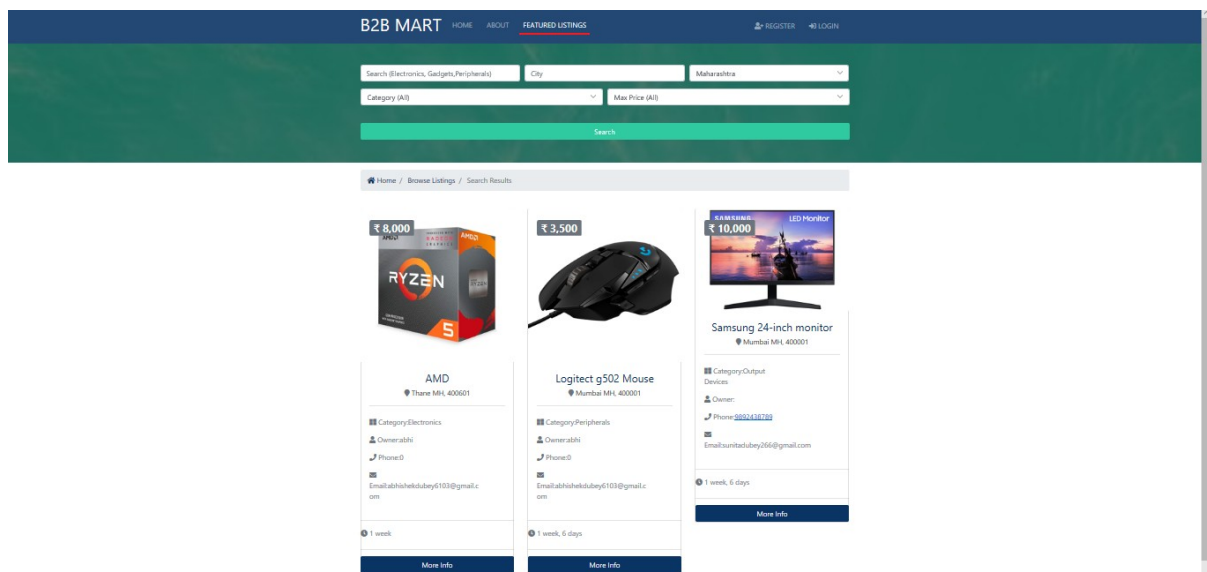 B2B MART HOME ABOUT FEATURED LISTINGS REGISTER LOGIN
Search (Electronics, Gadgets,Peripherals) City Maharashtra
Category (All) Max Price (All)
Search
Home / Browse Listings / Search Results
₹ 8,000
AMD
RYZEN
5
AMD
Thane MH, 400601
Category:Electronics
Owner:abhi
Phone:0
Email:abhishekdubey6103@gmail.c
om
1 week
More Info
₹ 3,500
Logitect g502 Mouse
Mumbai MH, 400001
Category:Peripherals
Owner:abhi
Phone:0
Email:abhishekdubey6103@gmail.c
om
1 week, 6 days
More Info
SAMSUNG LED Monitor
₹ 10,000
Samsung 24-inch monitor
Mumbai MH, 400001
Category:Output
Devices
Owner:
Phone:9892438789
Email:sunitadubey266@gmail.com
1 week, 6 days
More Info